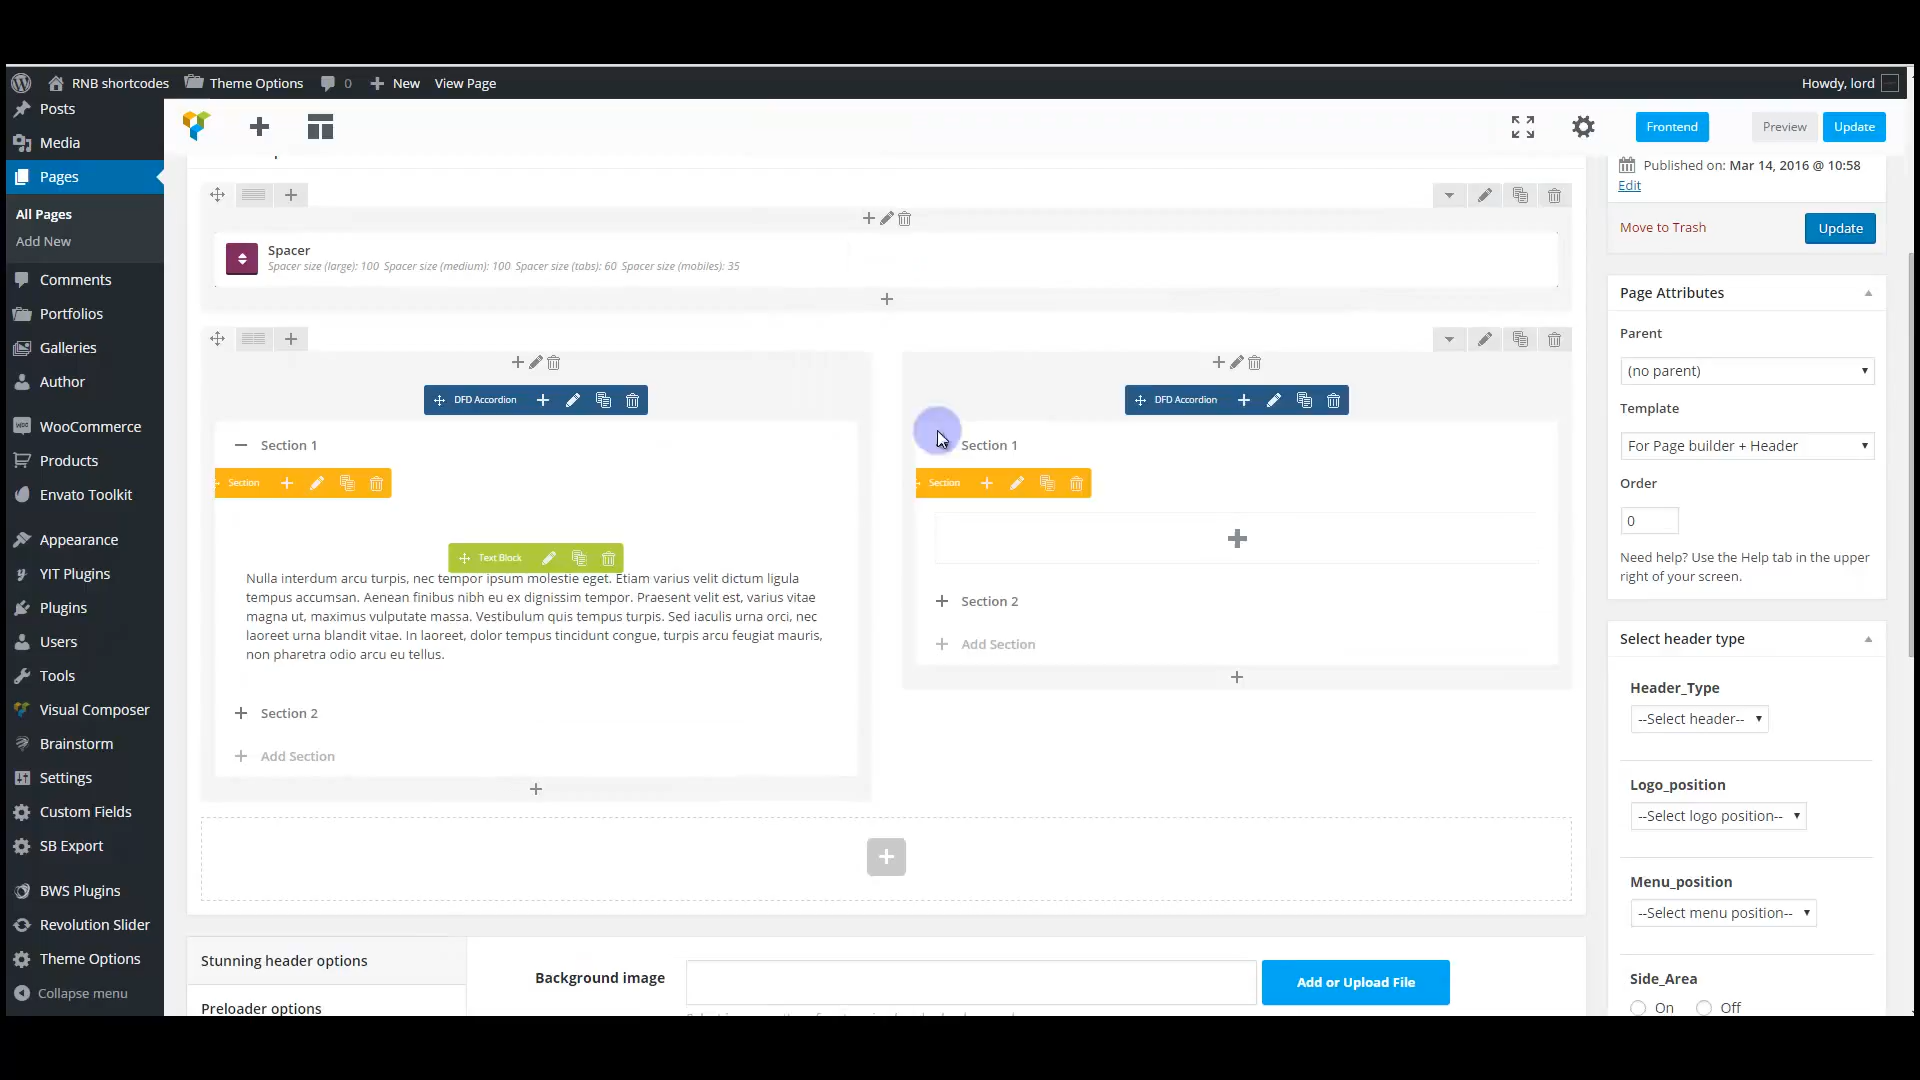 RNB shortcodes Theme Options 0 New View Page Howdy, lord
Posts
Media
Pages
All Pages
Add New
Comments
Portfolios
Galleries
Author
WooCommerce
Products
Envato Toolkit
Appearance
YIT Plugins
Plugins
Users
Tools
Visual Composer
Brainstorm
Settings
Custom Fields
SB Export
BWS Plugins
Revolution Slider
Theme Options
Collapse menu
Frontend Preview Update
Spacer
Spacer size (large): 100 Spacer size (medium): 100 Spacer size (tabs): 60 Spacer size (mobiles): 35
DFD Accordion
Section 1
Section
Text Block
Nulla interdum arcu turpis, nec tempor ipsum molestie eget. Etiam varius velit dictum ligula
tempus accumsan. Aenean finibus nibh eu ex dignissim tempor. Praesent velit est, varius vitae
magna ut, maximus vulputate massa. Vestibulum quis tempus turpis. Sed iaculis urna orci, nec
laoreet urna blandit vitae. In laoreet, dolor tempus tincidunt congue, turpis arcu feugiat mauris,
non pharetra odio arcu eu tellus.
Section 2
Add Section
DFD Accordion
Section 1
Section
Section 2
Add Section
Stunning header options
Preloader options
Background image
Add or Upload File
Published on: Mar 14, 2016 @ 10:58
Edit
Move to Trash
Update
Page Attributes
Parent
(no parent)
Template
For Page builder + Header
Order
0
Need help? Use the Help tab in the upper
right of your screen.
Select header type
Header_Type
--Select header--
Logo_position
--Select logo position--
Menu_position
--Select menu position--
Side_Area
On Off